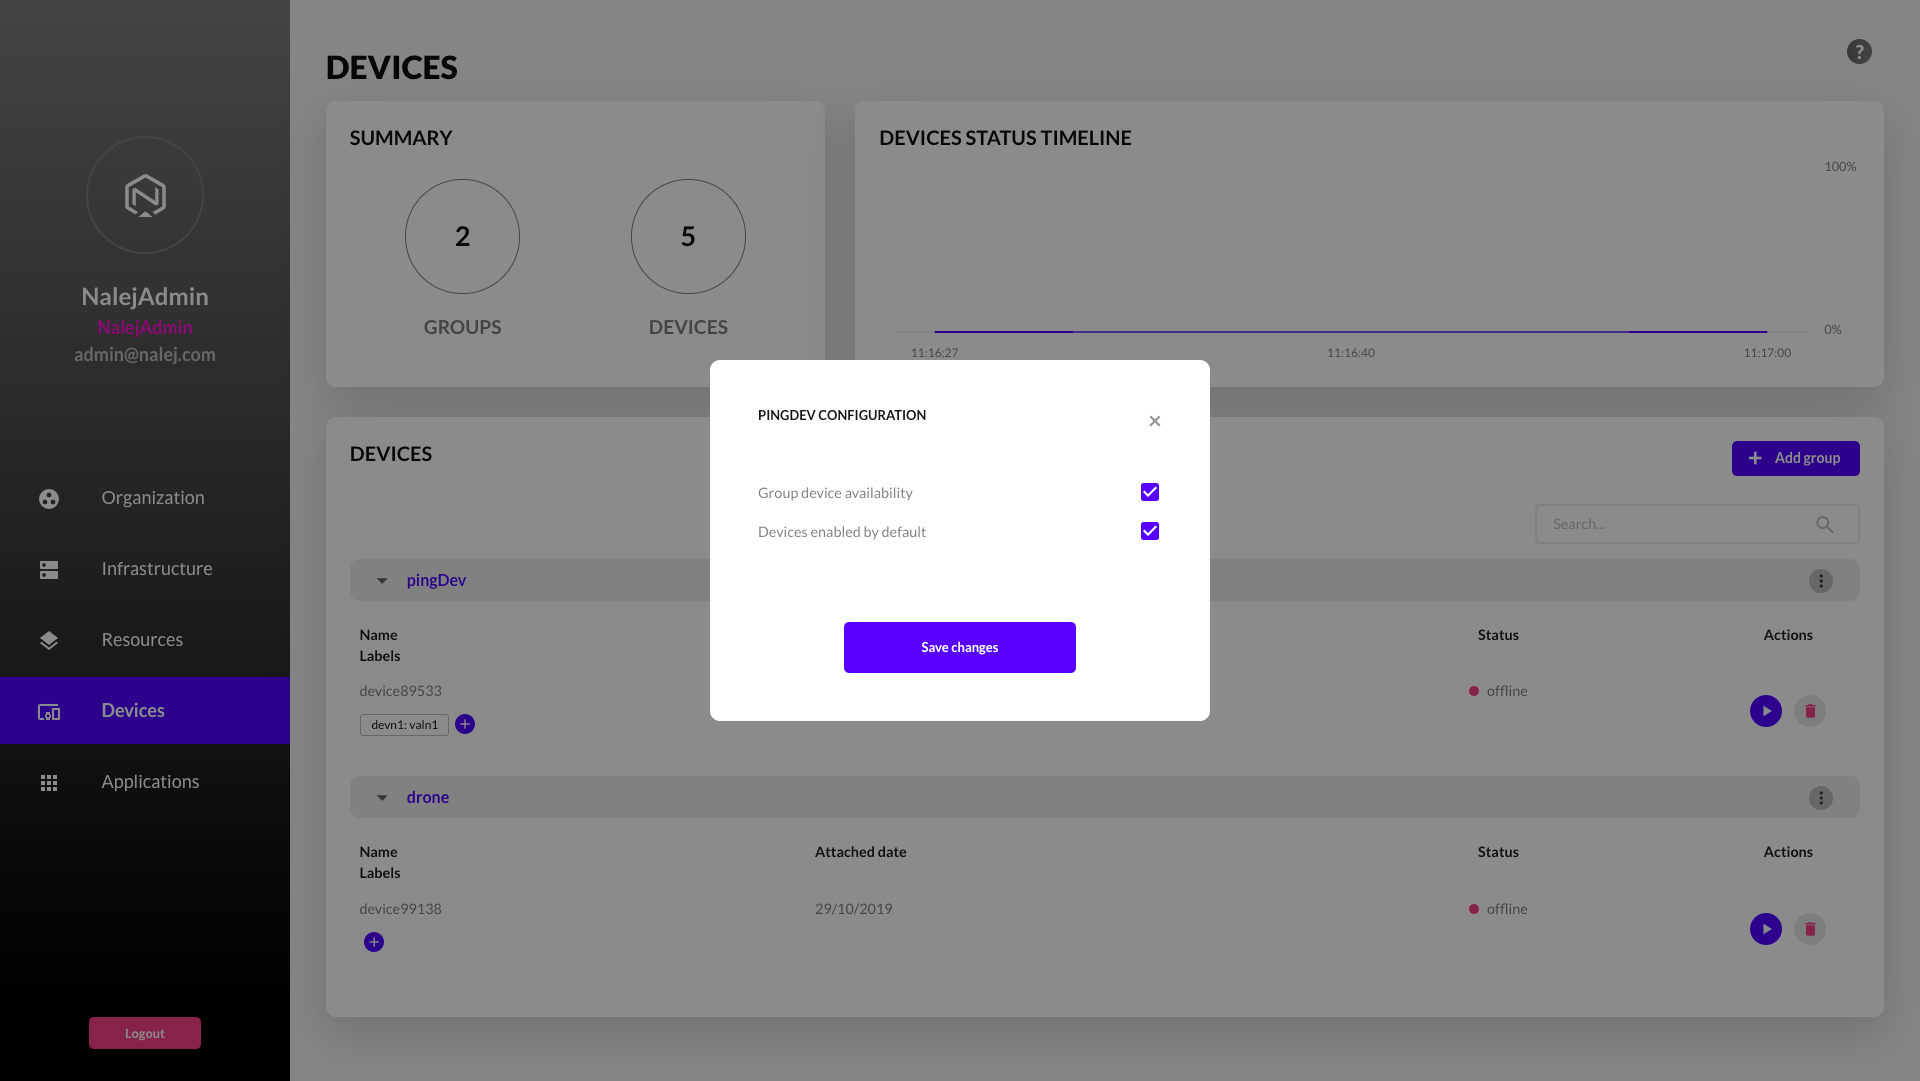 NalejAdmin
NalejAdmin
admin@nalej.com
Organization
Infrastructure
Resources
Devices
Applications
Logout
DEVICES
?
SUMMARY
2
5
GROUPS
DEVICES
DEVICES STATUS TIMELINE
100%
0%
11:16:27
11:16:40
11:17:00
PINGDEV CONFIGURATION
Group device availability
Devices enabled by default
Save changes
DEVICES
Add group
Search...
pingDev
Name
Labels
Status
Actions
device89533
offline
devn1: valn1
drone
Name
Labels
Attached date
Status
Actions
device99138
29/10/2019
offline